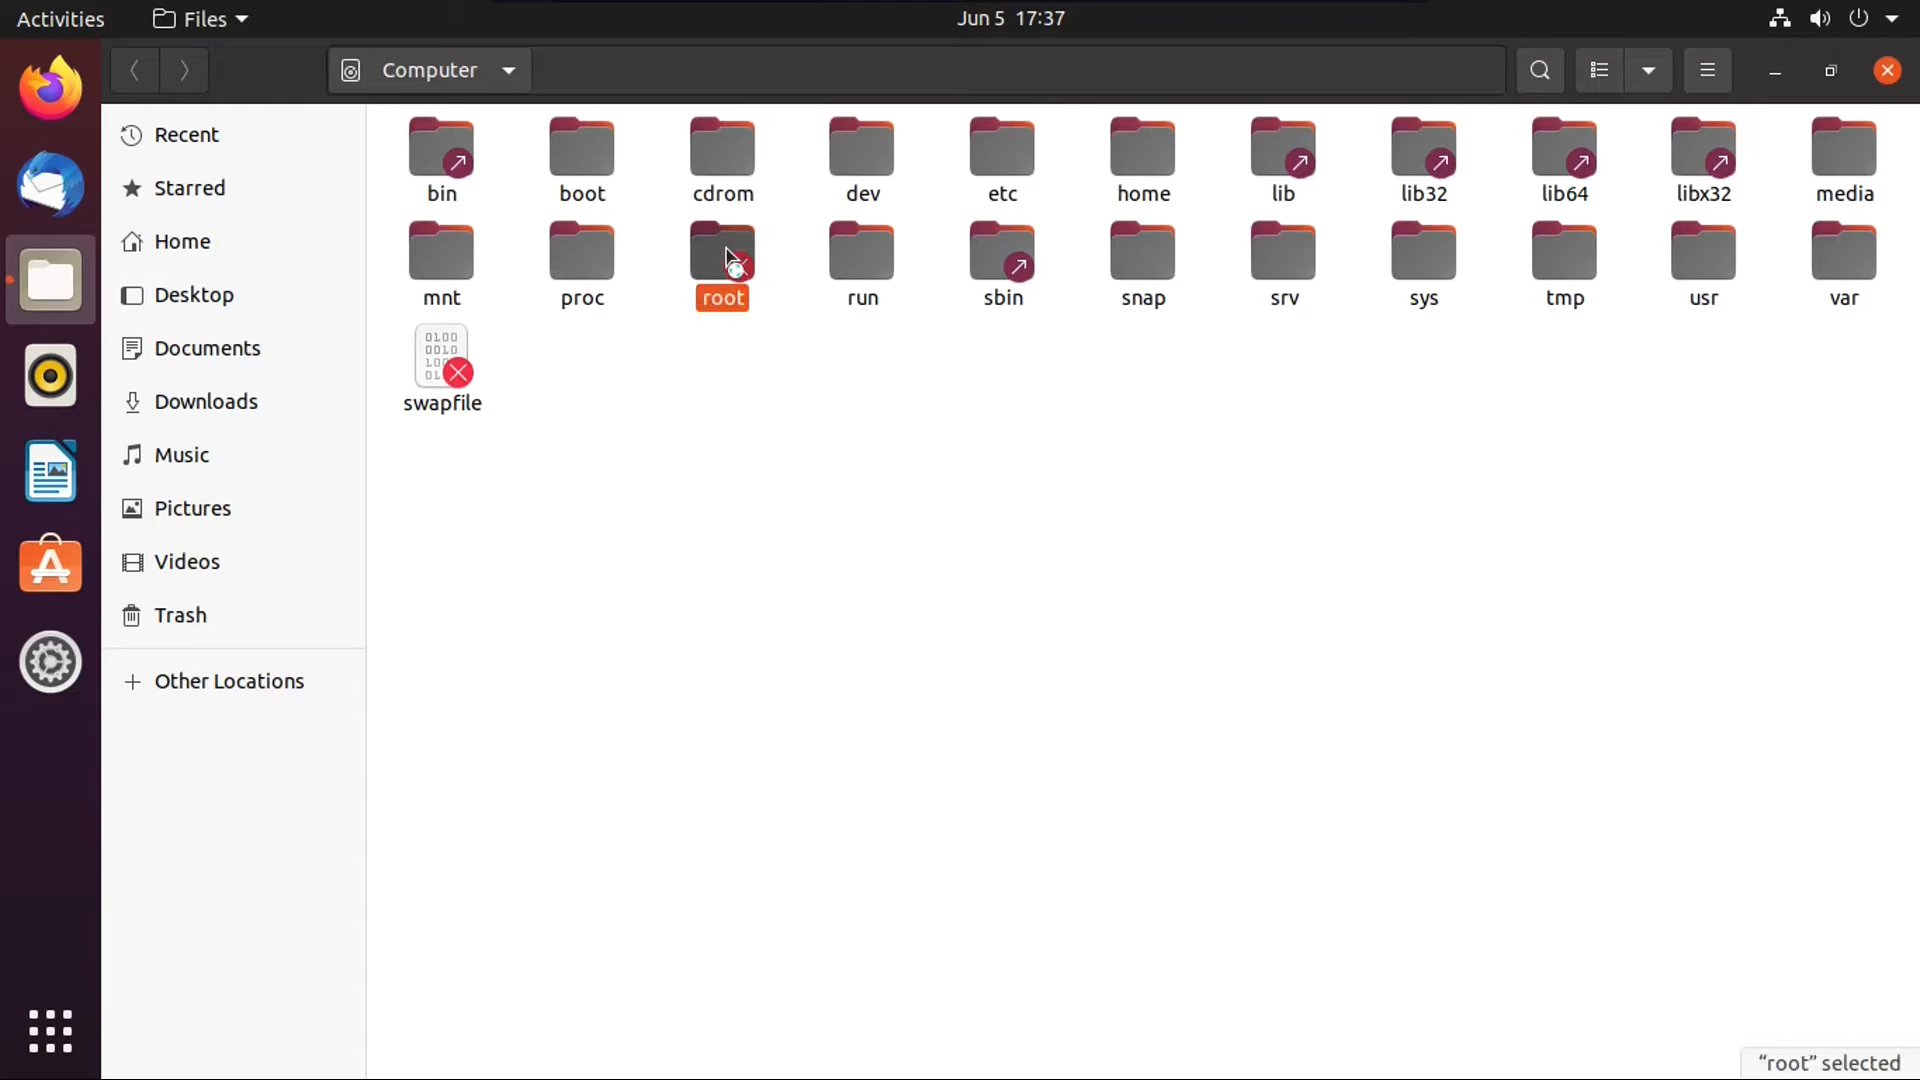 Activities Files Jun 5 17:37
Computer
Recent
Starred
Home
Desktop
Documents
Downloads
Music
Pictures
Videos
Trash
Other Locations
bin boot cdrom dev etc home lib lib32 lib64 libx32 media
mnt proc root run sbin snap srv sys tmp usr var
swapfile
“root” selected